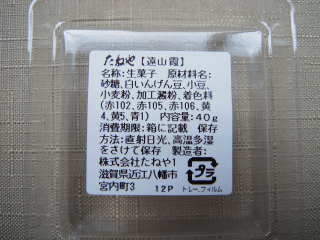 たねや【遠山霞】
名称:生菓子 原材料名:
砂糖、白いんげん豆、小豆、
小麦粉、加工澱粉、着色料
(赤102、赤105、赤106、黄
4、黄5、青1) 内容量:40g
消費期限:箱に記載 保存
方法:直射日光、高温多湿
をさけて保存 製造者:
株式会社たねや1
滋賀県近江八幡市
宮内町3 12P
プラ
トレー、フィルム